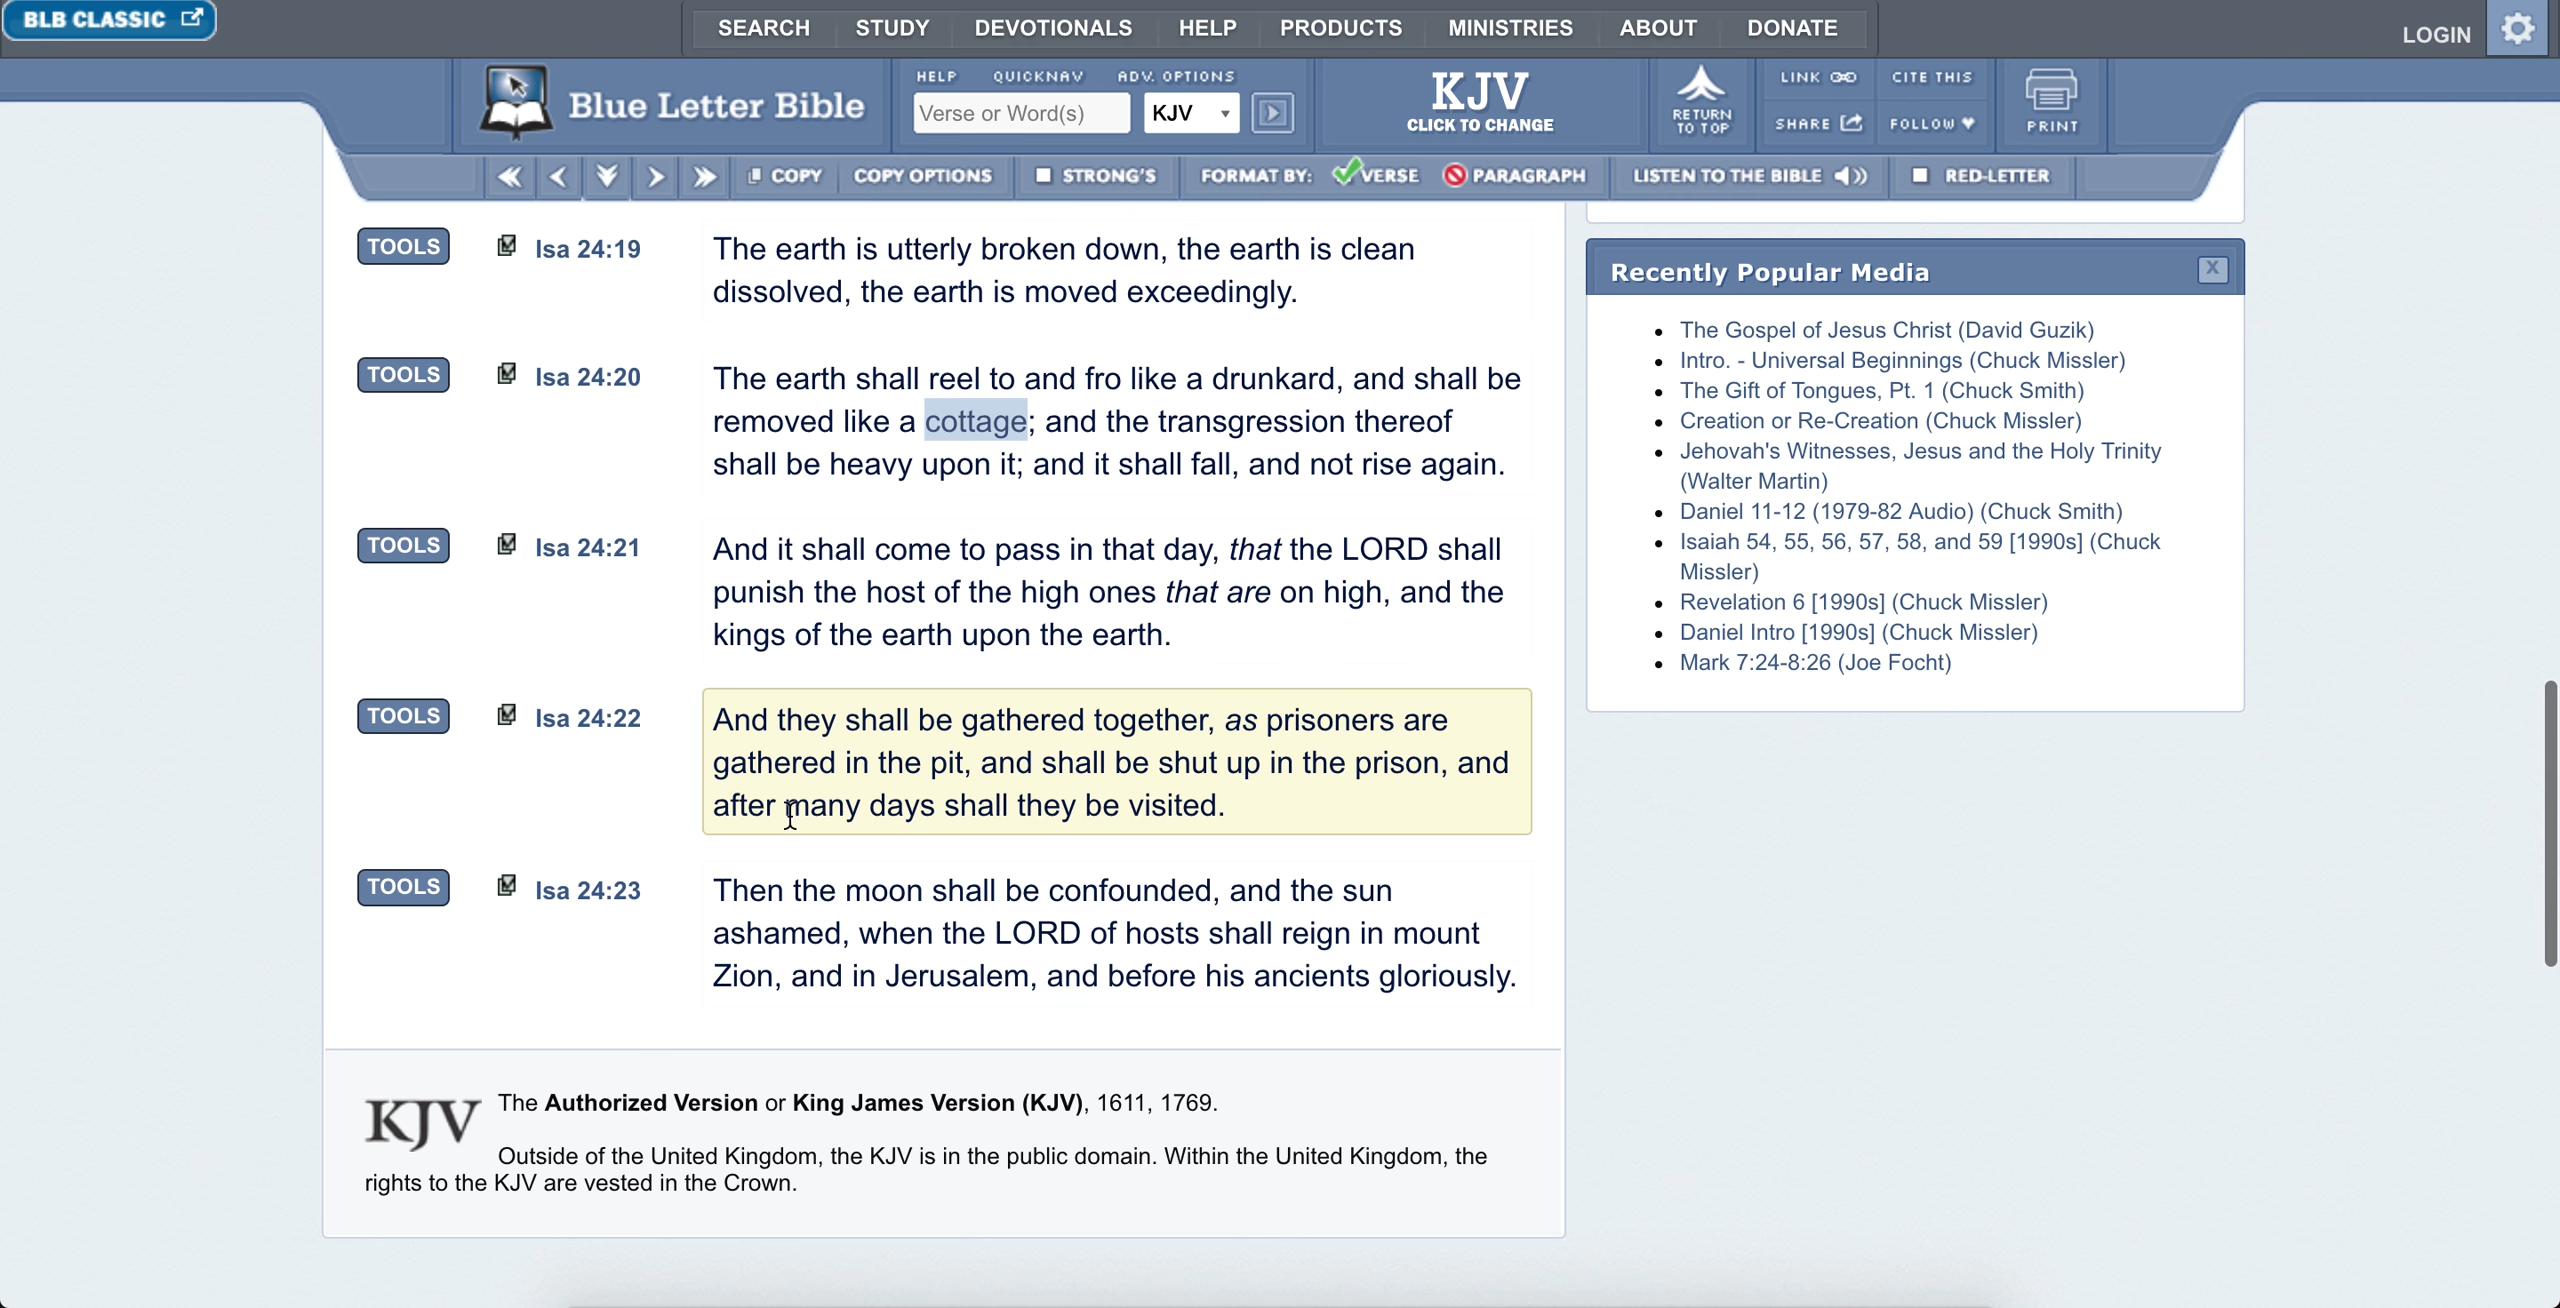 BLB CLASSIC
SEARCH STUDY DEVOTIONALS HELP PRODUCTS MINISTRIES ABOUT DONATE
LOGIN
Blue Letter Bible
HELP QUICKNAV ADV. OPTIONS
Verse or Word(s) KJV
KJV
CLICK TO CHANGE
RETURN
TO TOP
LINK CITE THIS
SHARE FOLLOW
PRINT
COPY COPY OPTIONS STRONG'S FORMAT BY: VERSE PARAGRAPH LISTEN TO THE BIBLE RED-LETTER
TOOLS Isa 24:19 The earth is utterly broken down, the earth is clean
dissolved, the earth is moved exceedingly.
TOOLS Isa 24:20 The earth shall reel to and fro like a drunkard, and shall be
removed like a cottage; and the transgression thereof
shall be heavy upon it; and it shall fall, and not rise again.
TOOLS Isa 24:21 And it shall come to pass in that day, that the LORD shall
punish the host of the high ones that are on high, and the
kings of the earth upon the earth.
TOOLS Isa 24:22 And they shall be gathered together, as prisoners are
gathered in the pit, and shall be shut up in the prison, and
after many days shall they be visited.
TOOLS Isa 24:23 Then the moon shall be confounded, and the sun
ashamed, when the LORD of hosts shall reign in mount
Zion, and in Jerusalem, and before his ancients gloriously.
KJV The Authorized Version or King James Version (KJV), 1611, 1769.
Outside of the United Kingdom, the KJV is in the public domain. Within the United Kingdom, the
rights to the KJV are vested in the Crown.
Recently Popular Media X
The Gospel of Jesus Christ (David Guzik)
Intro. - Universal Beginnings (Chuck Missler)
The Gift of Tongues, Pt. 1 (Chuck Smith)
Creation or Re-Creation (Chuck Missler)
Jehovah's Witnesses, Jesus and the Holy Trinity
(Walter Martin)
Daniel 11-12 (1979-82 Audio) (Chuck Smith)
Isaiah 54, 55, 56, 57, 58, and 59 [1990s] (Chuck
Missler)
Revelation 6 [1990s] (Chuck Missler)
Daniel Intro [1990s] (Chuck Missler)
Mark 7:24-8:26 (Joe Focht)